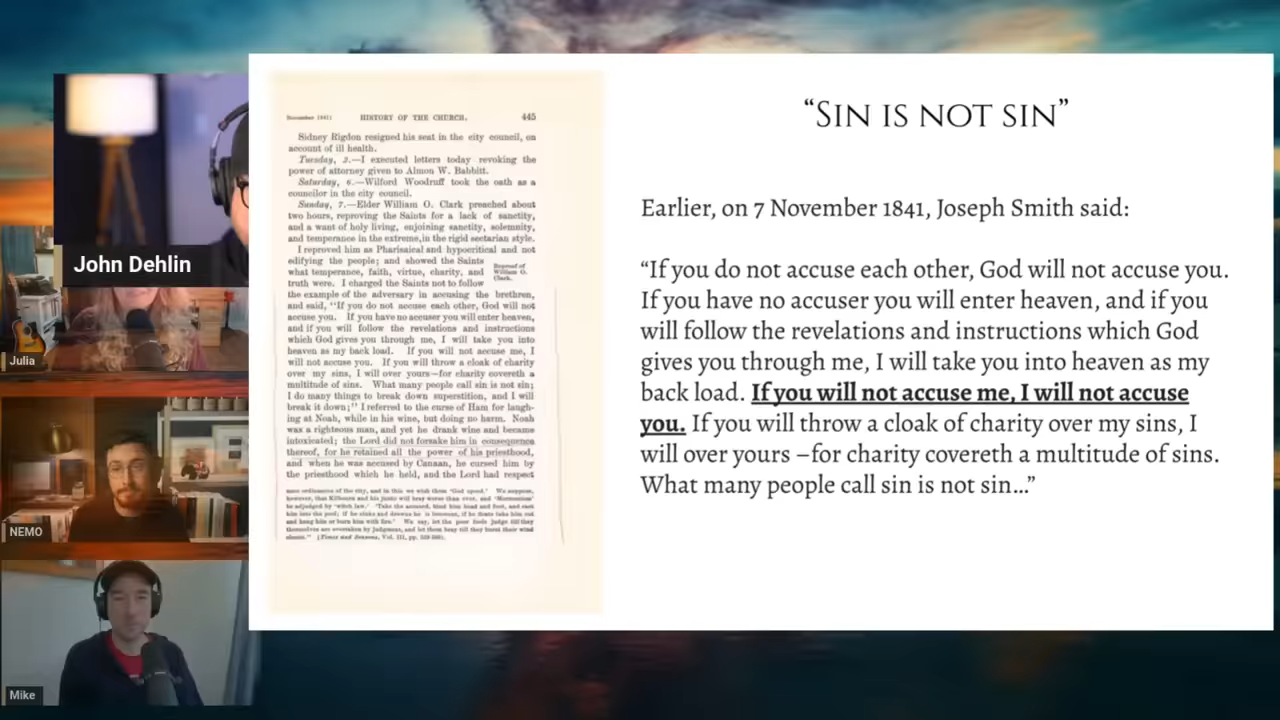 John Dehlin
Julia
NEMO
Mike
November 1841] HISTORY OF THE CHURCH. 445
Sidney Rigdon resigned his seat in the city council, on
account of ill health.
Tuesday, 2.—I executed letters today revoking the
power of attorney given to Almon W. Babbitt.
Saturday, 6.—Wilford Woodruff took the oath as a
councilor in the city council.
Sunday, 7.—Elder William O. Clark preached about
two hours, reproving the Saints for a lack of sanctity,
and a want of holy living, enjoining sanctity, solemnity,
and temperance in the extreme, in the rigid sectarian style.
I reproved him as Pharisaical and hypocritical and not
edifying the people; and showed the Saints
what temperance, faith, virtue, charity, and
truth were. I charged the Saints not to follow
Reproof of
William O.
Clark.
the example of the adversary in accusing the brethren,
and said, "If you do not accuse each other, God will not
accuse you. If you have no accuser you will enter heaven,
and if you will follow the revelations and instructions
which God gives you through me, I will take you into
heaven as my back load. If you will not accuse me, I
will not accuse you. If you will throw a cloak of charity
over my sins, I will over yours—for charity covereth a
multitude of sins. What many people call sin is not sin;
I do many things to break down superstition, and I will
break it down;" I referred to the curse of Ham for laugh-
ing at Noah, while in his wine, but doing no harm. Noah
was a righteous man, and yet he drank wine and became
intoxicated; the Lord did not forsake him in consequence
thereof, for he retained all the power of his priesthood,
and when he was accused by Canaan, he cursed him by
the priesthood which he held, and the Lord had respect
“Sin is not sin”
Earlier, on 7 November 1841, Joseph Smith said:
“If you do not accuse each other, God will not accuse you.
If you have no accuser you will enter heaven, and if you
will follow the revelations and instructions which God
gives you through me, I will take you into heaven as my
back load. If you will not accuse me, I will not accuse
you. If you will throw a cloak of charity over my sins, I
will over yours –for charity covereth a multitude of sins.
What many people call sin is not sin…”